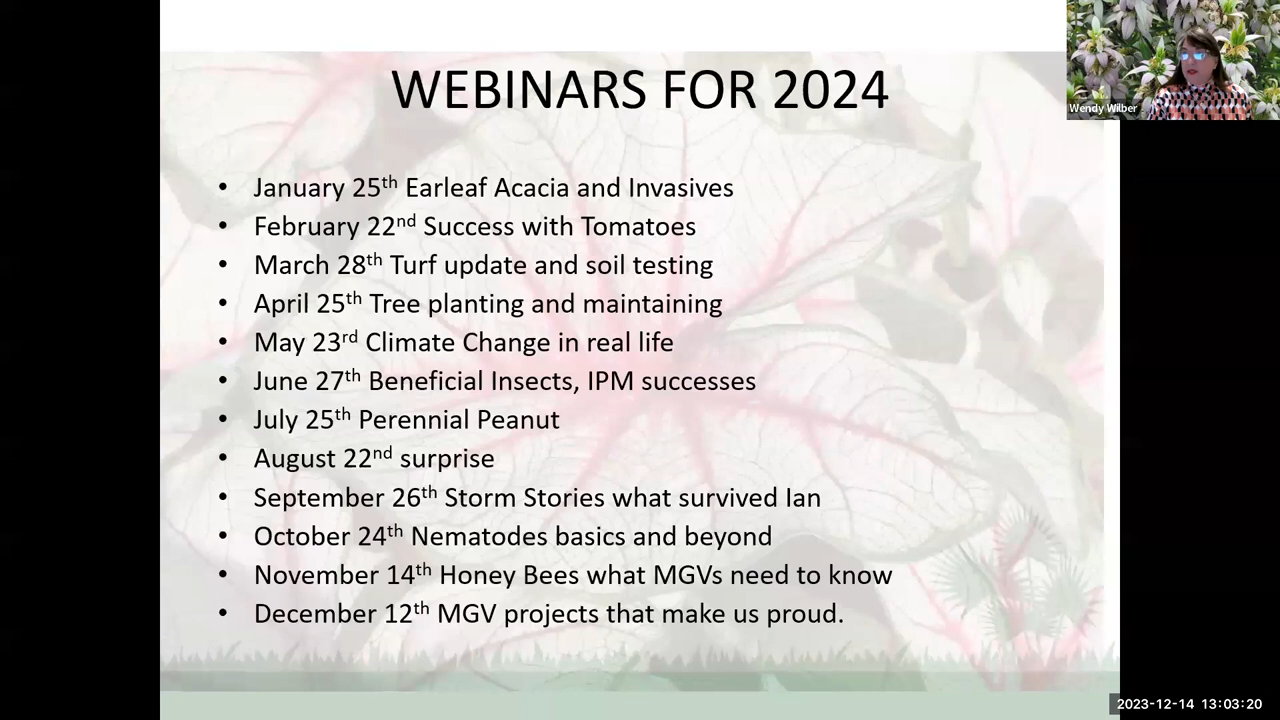 WEBINARS FOR 2024
Wendy Wilber
• January 25th Earleaf Acacia and Invasives
• February 22nd Success with Tomatoes
• March 28th Turf update and soil testing
• April 25th Tree planting and maintaining
• May 23rd Climate Change in real life
• June 27th Beneficial Insects, IPM successes
• July 25th Perennial Peanut
• August 22nd surprise
• September 26th Storm Stories what survived Ian
• October 24th Nematodes basics and beyond
• November 14th Honey Bees what MGVs need to know
• December 12th MGV projects that make us proud.
2023-12-14 13:03:20